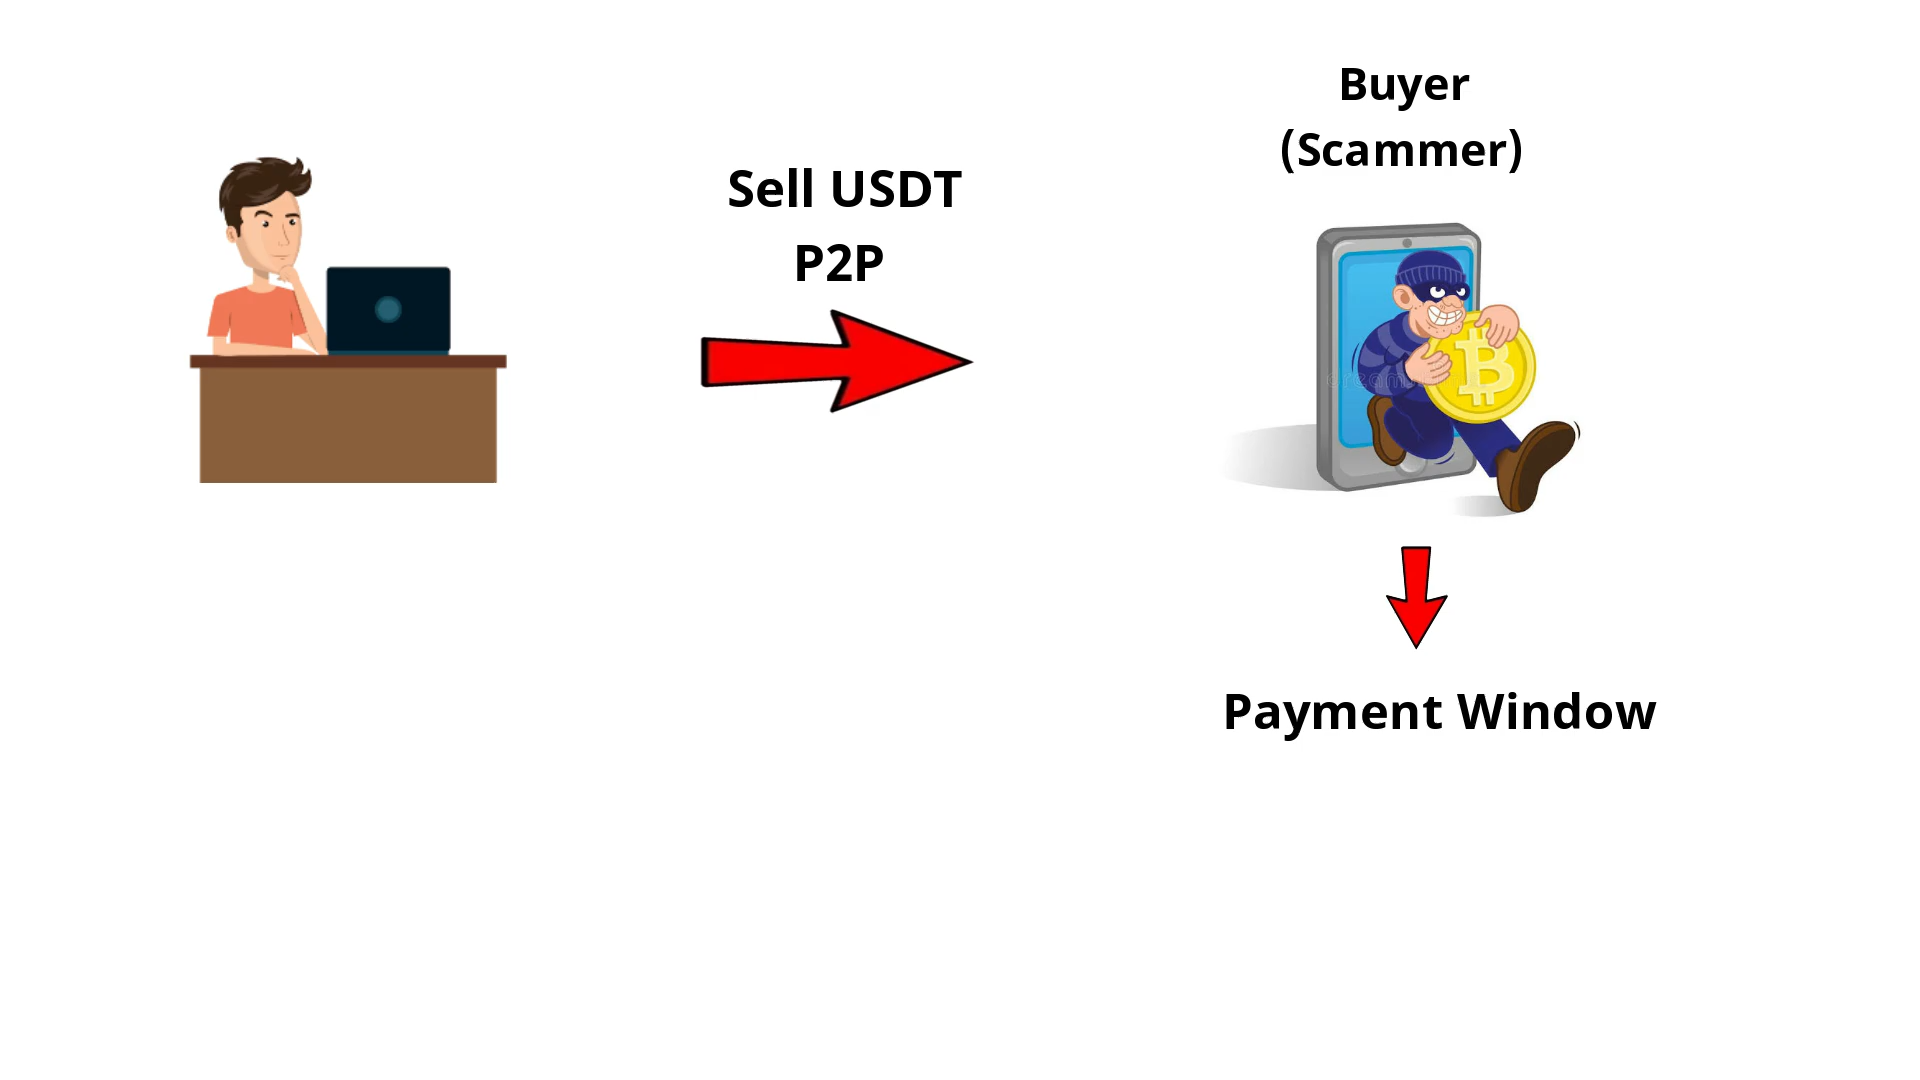 Buyer
(Scammer)
Sell USDT
P2P
Payment Window